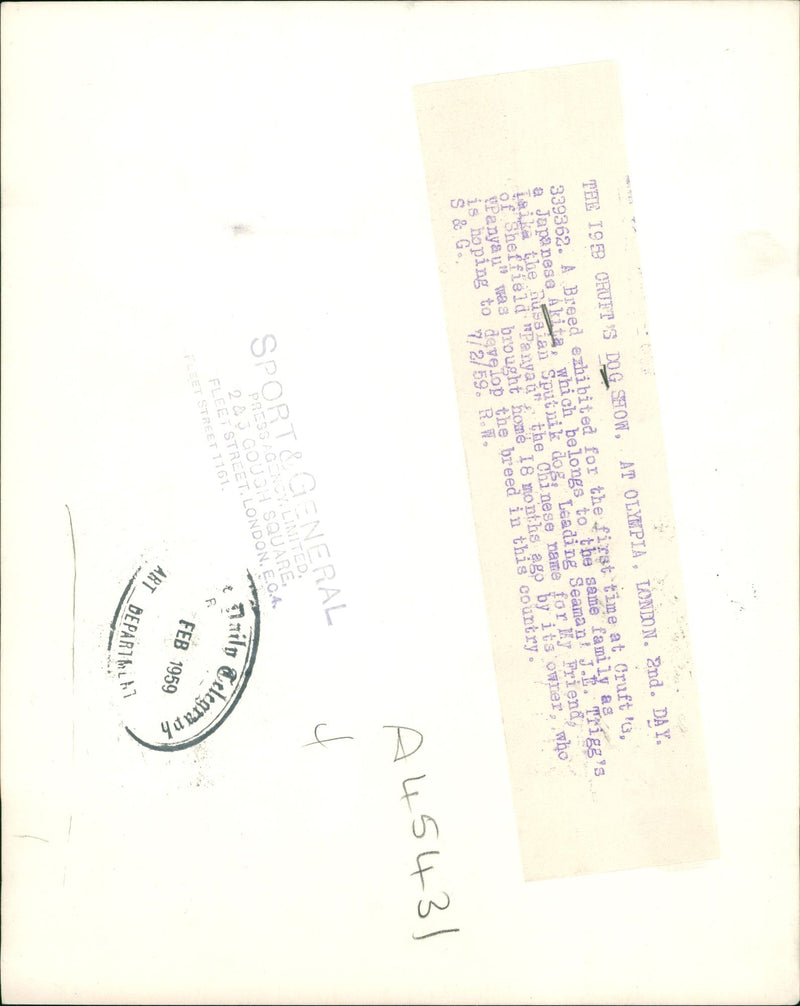 THE 1959 CRUFT'S DOG SHOW. AT OLYMPIA. LONDON. 2nd. DAY.
339362. A Breed exhibited for the first time at Cruft's,
a Japanese Akita, which belongs to the same family as
Laika the Russian Sputnik dog, Leading Seaman, J.E. Trigg's
"Panyau", the Chinese name for My Friend,
of Sheffield
"Panyau" was brought home I8 months ago by its owner, who
is hoping to develop the breed in this country.
S & G. 7/2/59. R.W.
SPORT & GENERAL
PRESS AGENCY, LIMITED,
2 & 3 GOUGH SQUARE,
FLEET STREET, LONDON, E.C.4.
FLEET STREET 1161.
Daily Telegraph
FEB 1959
ART DEPARTMENT
A45431